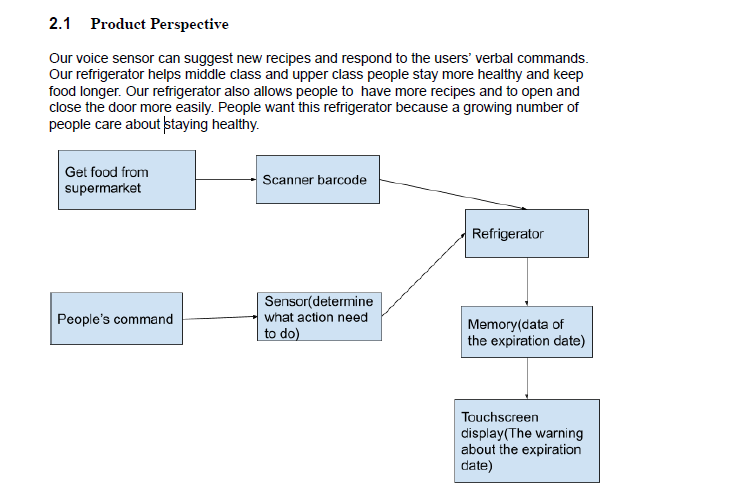 2.1 Product Perspective
Our voice sensor can suggest new recipes and respond to the users' verbal commands.
Our refrigerator helps middle class and upper class people stay more healthy and keep
food longer. Our refrigerator also allows people to  have more recipes and to open and
close the door more easily. People want this refrigerator because a growing number of
people care about staying healthy.
Get food from
supermarket
Scanner barcode
Refrigerator
People's command
Sensor(determine
what action need
to do)
Memory(data of
the expiration date)
Touchscreen
display(The warning
about the expiration
date)